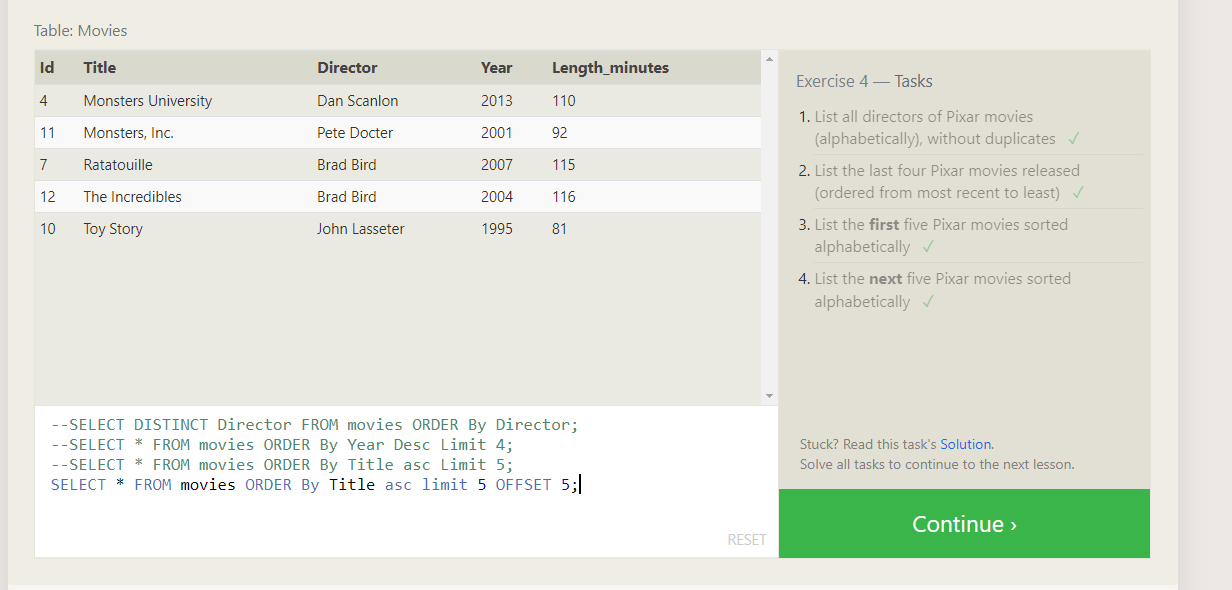 Table: Movies
Id Title Director Year Length_minutes
4 Monsters University Dan Scanlon 2013 110
11 Monsters, Inc. Pete Docter 2001 92
7 Ratatouille Brad Bird 2007 115
12 The Incredibles Brad Bird 2004 116
10 Toy Story John Lasseter 1995 81
--SELECT DISTINCT Director FROM movies ORDER By Director;
--SELECT * FROM movies ORDER By Year Desc Limit 4;
--SELECT * FROM movies ORDER By Title asc Limit 5;
SELECT * FROM movies ORDER By Title asc limit 5 OFFSET 5;
RESET
Exercise 4 — Tasks
1. List all directors of Pixar movies
(alphabetically), without duplicates ✓
2. List the last four Pixar movies released
(ordered from most recent to least) ✓
3. List the first five Pixar movies sorted
alphabetically ✓
4. List the next five Pixar movies sorted
alphabetically ✓
Stuck? Read this task's Solution.
Solve all tasks to continue to the next lesson.
Continue ›